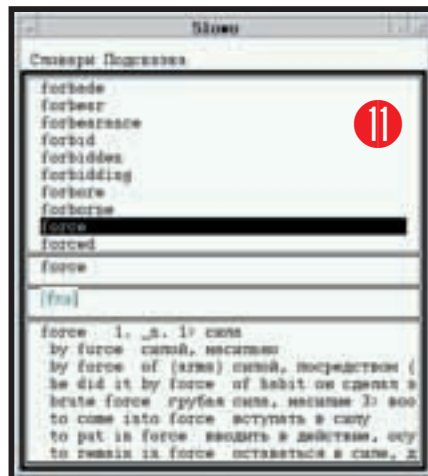 Slowo
Словари Подсказка
forbade
forbear
forbearance
forbid
forbidden
forbidding
forbore
forborne
force
forced
11
force
force 1. _n. 1> сила
by force силой, насильно
by force of (arms) силой, посредством (
he did it by force of habit он сделал э
brute force грубая сила, насилие 3> воо
to come into force вступать в силу
to put in force вводить в действие, осу
to remain in force оставаться в силе, д